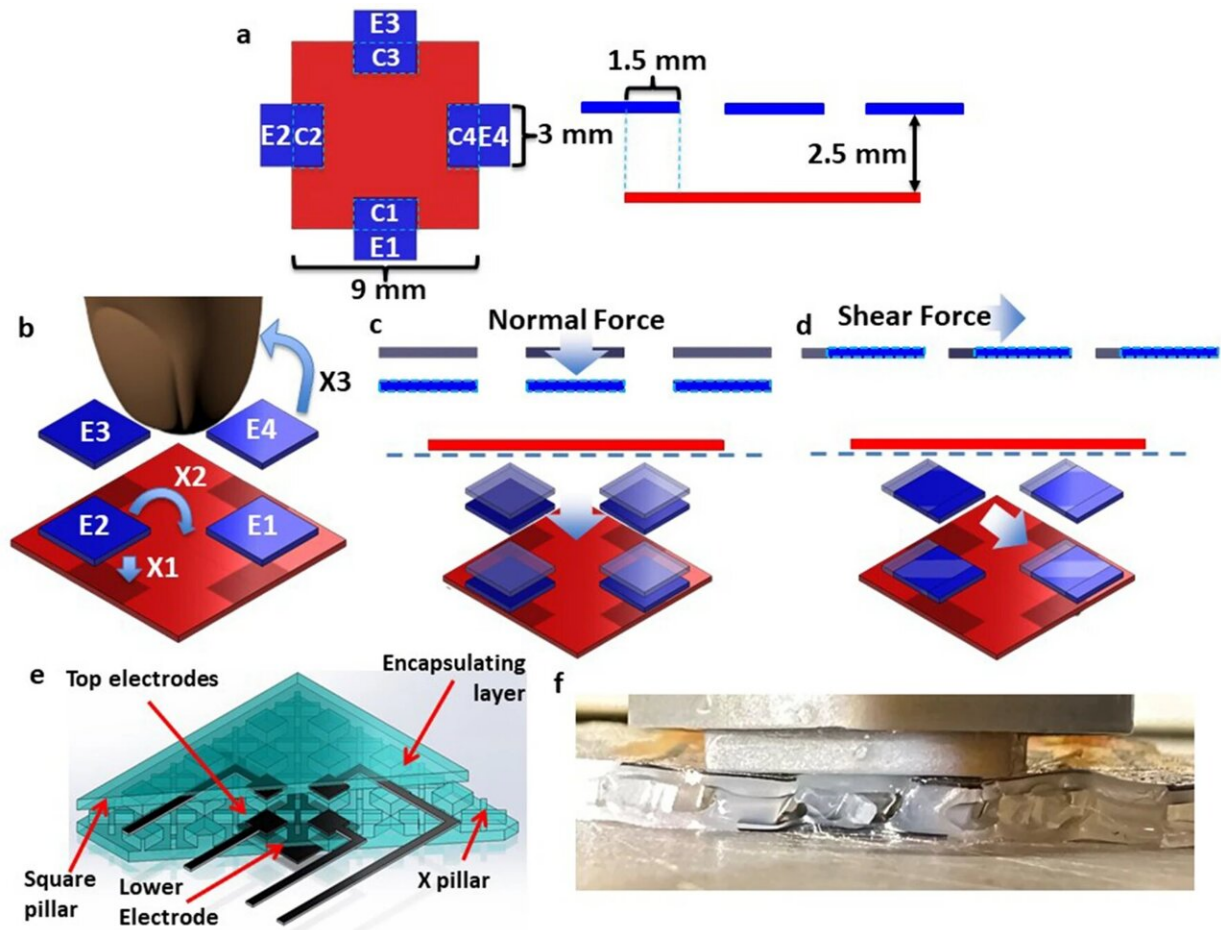 a
E3
C3
E2 C2
C4 E4
3 mm
C1
E1
9 mm
1.5 mm
2.5 mm
b
X3
E3
E4
X2
E2
E1
X1
c
Normal Force
d
Shear Force
e
Top electrodes
Encapsulating
layer
Square
pillar
Lower
Electrode
X pillar
f